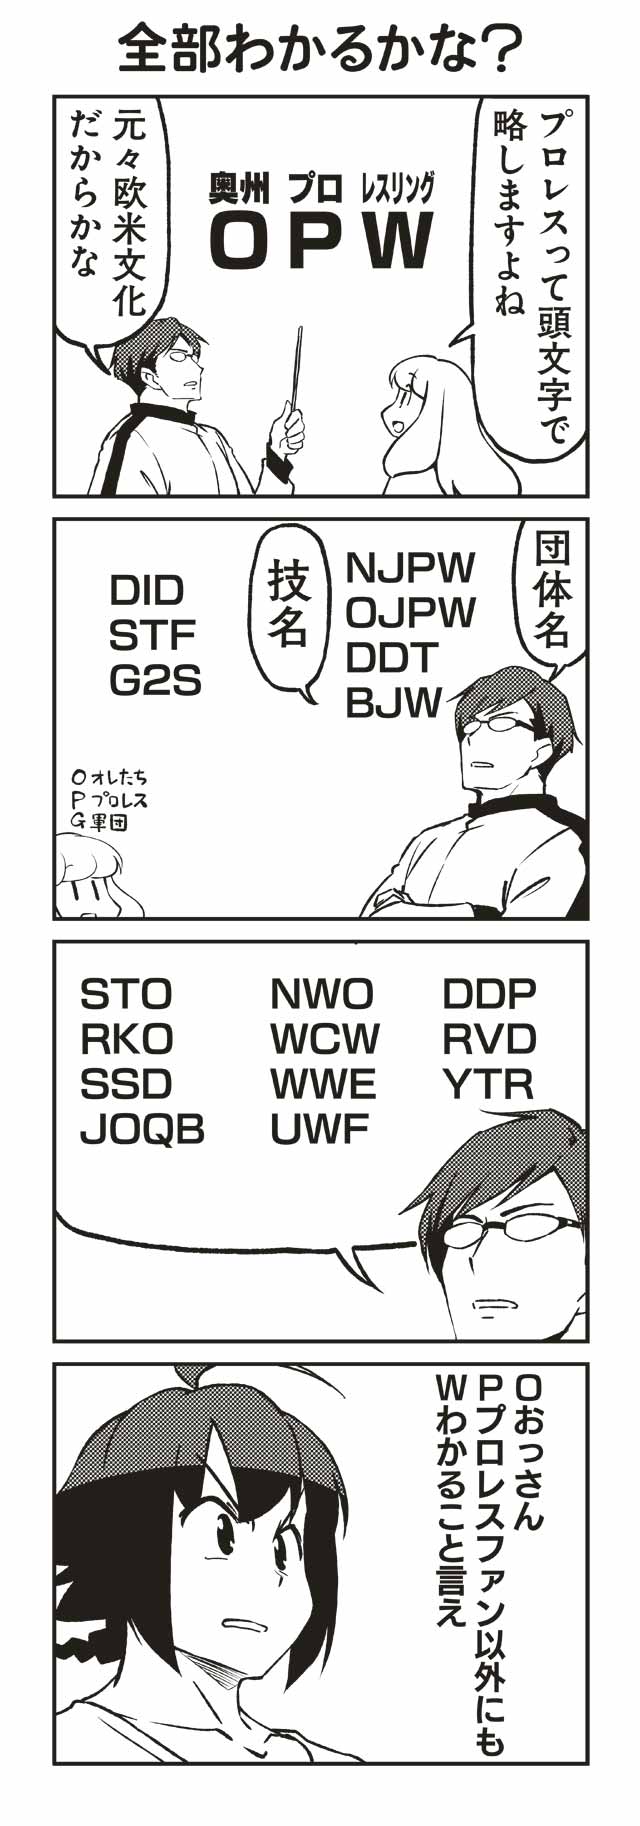 全部わかるかな？
プロレスって頭文字で
略しますよね
奥州 プロ レスリング
OPW
元々欧米文化
だからかな
団体名
NJPW
OJPW
DDT
BJW
技名
DID
STF
G2S
Oオレたち
Pプロレス
G軍団
DDP
RVD
YTR
NWO
WCW
WWE
UWF
STO
RKO
SSD
JOQB
Oおっさん
Pプロレスファン以外にも
Wわかること言え